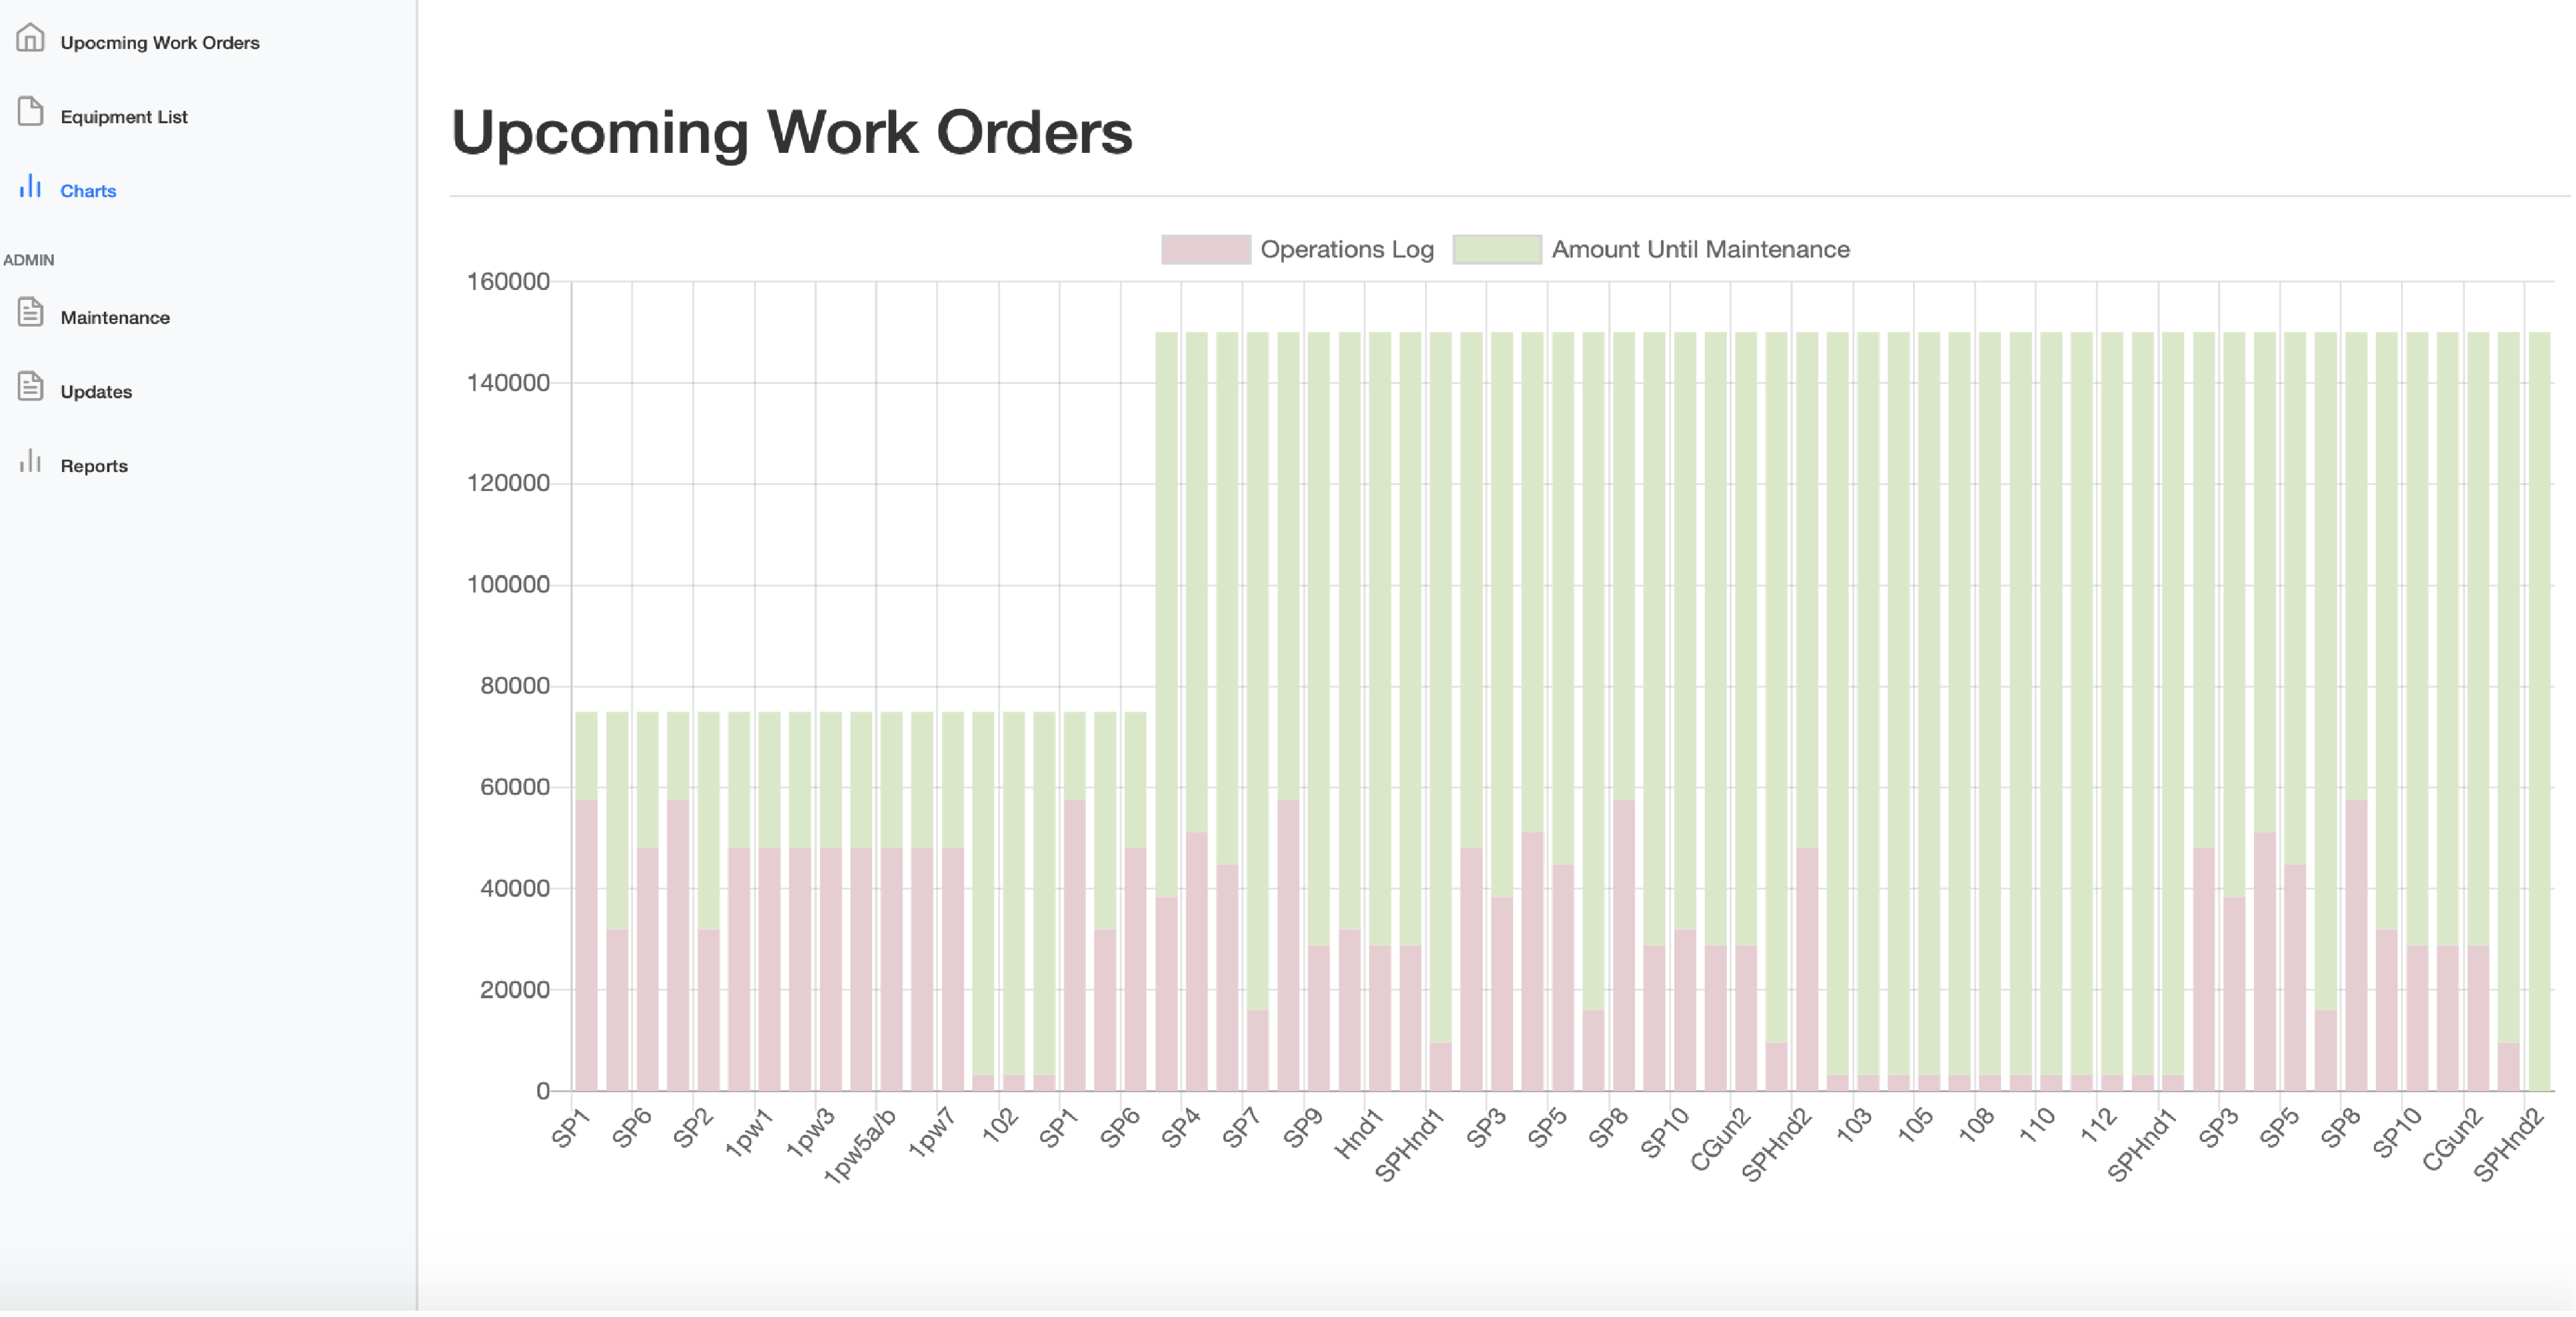 Upocming Work Orders
Equipment List
Charts
ADMIN
Maintenance
Updates
Reports
Upcoming Work Orders
Operations Log Amount Until Maintenance
160000
140000
120000
100000
80000
60000
40000
20000
0
SP1 SP6 SP2 1pw1 1pw3 1pw5a/b 1pw7 102 SP1 SP6 SP4 SP7 SP9 Hnd1 SPHnd1 SP3 SP5 SP8 SP10 CGun2 SPHnd2 103 105 108 110 112 SPHnd1 SP3 SP5 SP8 SP10 CGun2 SPHnd2